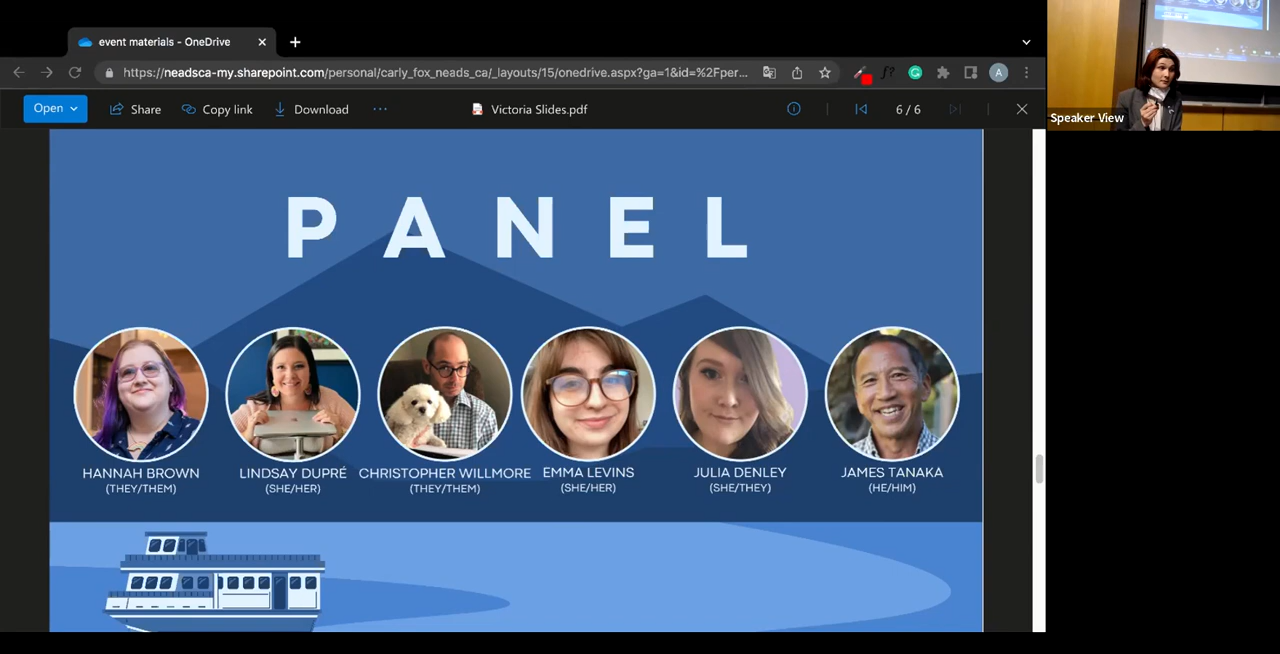 event materials - OneDrive
https://neadsca-my.sharepoint.com/personal/carly_fox_neads_ca/_layouts/15/onedrive.aspx?ga=1&id=%2Fper...
f?
A
Open Share Copy link Download ... Victoria Slides.pdf 6 / 6
Speaker View
PANEL
HANNAH BROWN LINDSAY DUPRÉ CHRISTOPHER WILLMORE EMMA LEVINS JULIA DENLEY JAMES TANAKA
(THEY/THEM) (SHE/HER) (THEY/THEM) (SHE/HER) (SHE/THEY) (HE/HIM)